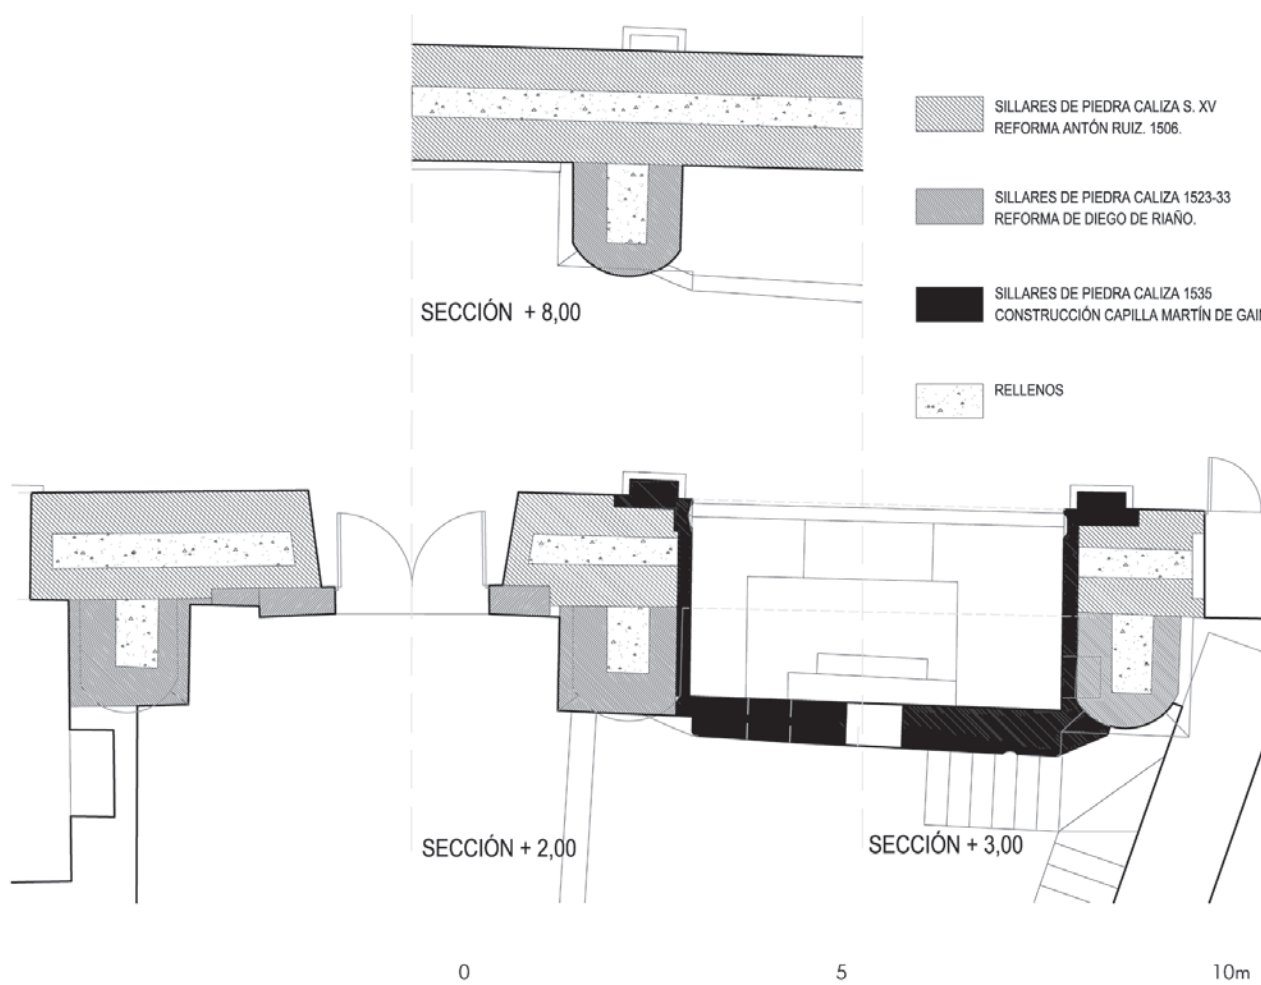 SILLARES DE PIEDRA CALIZA S. XV
REFORMA ANTÓN RUIZ. 1506.
SILLARES DE PIEDRA CALIZA 1523-33
REFORMA DE DIEGO DE RIAÑO.
SECCIÓN + 8,00
SILLARES DE PIEDRA CALIZA 1535
CONSTRUCCIÓN CAPILLA MARTÍN DE
RELLENOS
SECCIÓN + 2,00
SECCIÓN + 3,00
0 5 10m